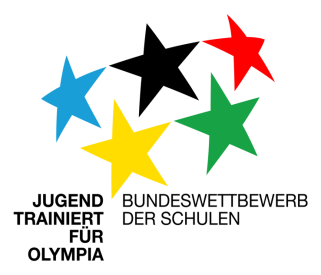 JUGEND
TRAINIERT
FÜR
OLYMPIA
BUNDESWETTBEWERB
DER SCHULEN